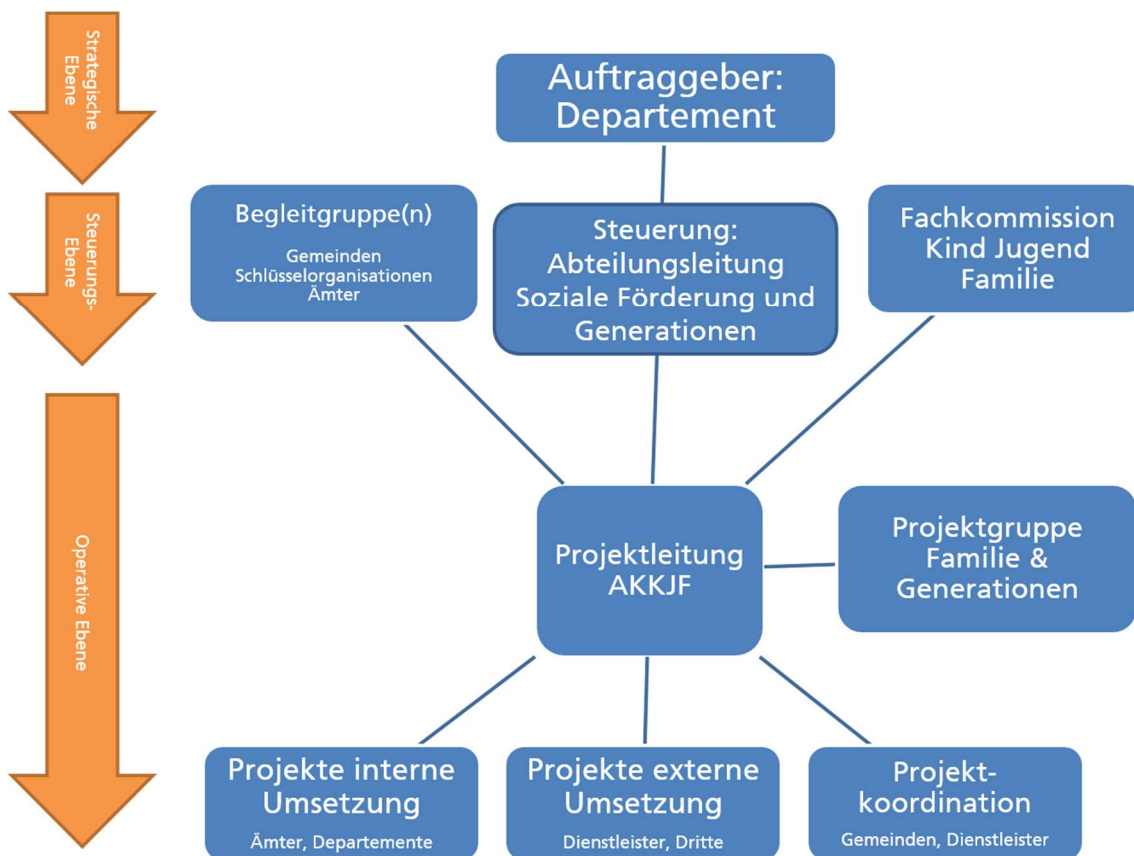 Strategische
Ebene
Auftraggeber:
Departement
Steuerungs-
Ebene
Begleitgruppe(n)
Gemeinden
Schlüsselorganisationen
Ämter
Steuerung:
Abteilungsleitung
Soziale Förderung und
Generationen
Fachkommission
Kind Jugend
Familie
Operative Ebene
Projektleitung
AKKJF
Projektgruppe
Familie &
Generationen
Projekte interne
Umsetzung
Ämter, Departemente
Projekte externe
Umsetzung
Dienstleister, Dritte
Projekt-
koordination
Gemeinden, Dienstleister